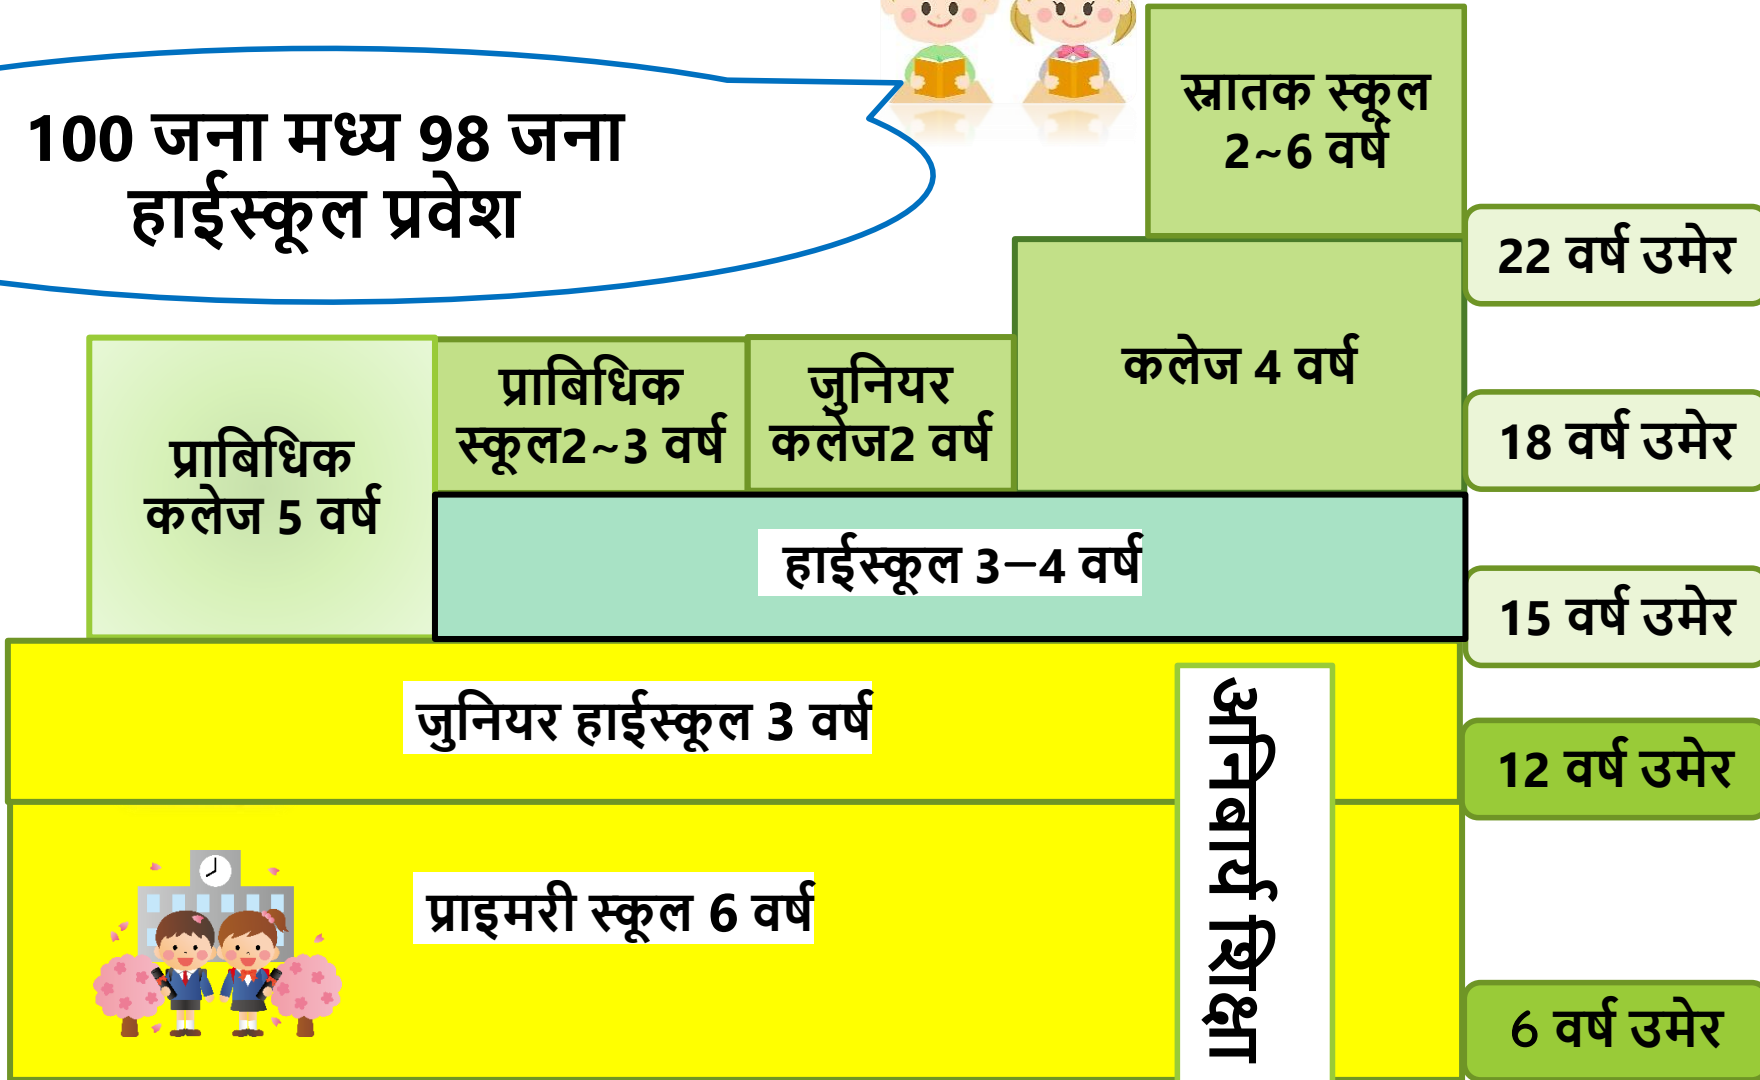 100 जना मध्य 98 जना
हाईस्कूल प्रवेश
स्नातक स्कूल
2~6 वर्ष
22 वर्ष उमेर
कलेज 4 वर्ष
प्राबिधिक
स्कूल2~3 वर्ष
जुनियर
कलेज2 वर्ष
प्राबिधिक
कलेज 5 वर्ष
18 वर्ष उमेर
हाईस्कूल 3–4 वर्ष
15 वर्ष उमेर
जुनियर हाईस्कूल 3 वर्ष
अनिबार्य शिक्षा
12 वर्ष उमेर
प्राइमरी स्कूल 6 वर्ष
6 वर्ष उमेर